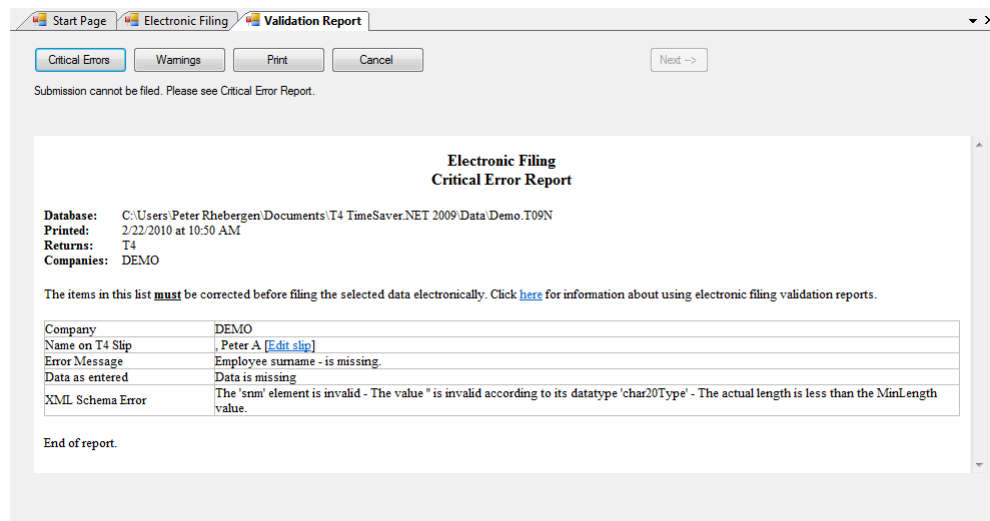 Start Page Electronic Filing Validation Report
Critical Errors Warnings Print Cancel Next -->
Submission cannot be filed. Please see Critical Error Report.
Electronic Filing
Critical Error Report
Database: C:\Users\Peter Rhebergen\Documents\T4 TimeSaver.NET 2009\Data\Demo.T09N
Printed: 2/22/2010 at 10:50 AM
Returns: T4
Companies: DEMO
The items in this list must be corrected before filing the selected data electronically. Click here for information about using electronic filing validation reports.
Company DEMO
Name on T4 Slip , Peter A [Edit slip]
Error Message Employee surname - is missing.
Data as entered Data is missing
XML Schema Error The 'snm' element is invalid - The value '' is invalid according to its datatype 'char20Type' - The actual length is less than the MinLength
value.
End of report.